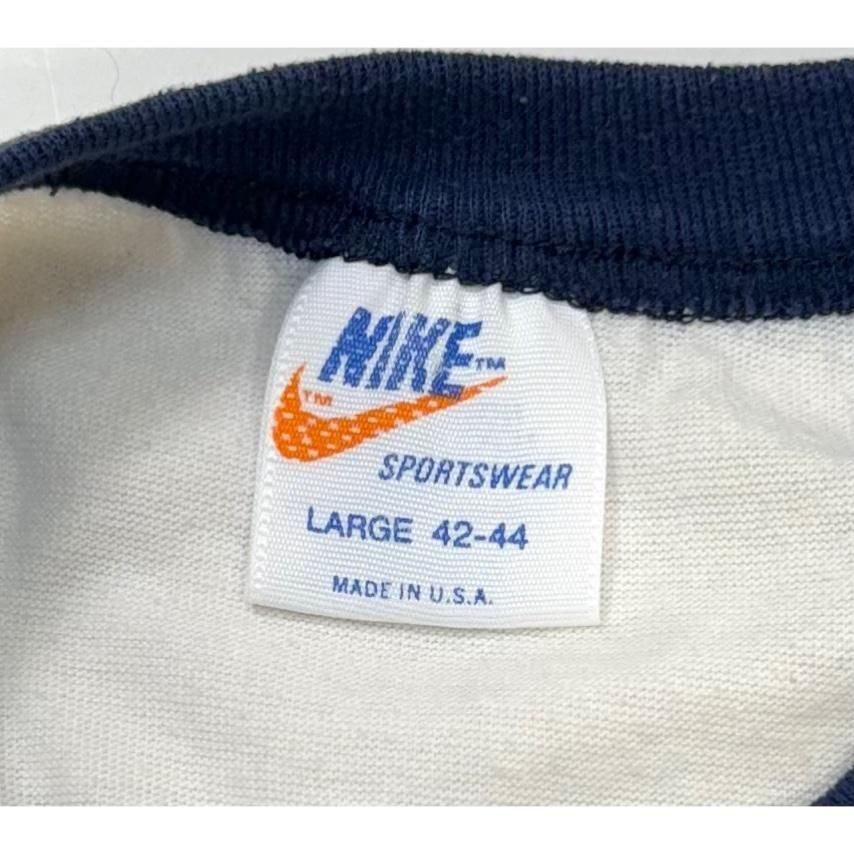 NIKE™
™
SPORTSWEAR
LARGE 42-44
MADE IN U.S.A.